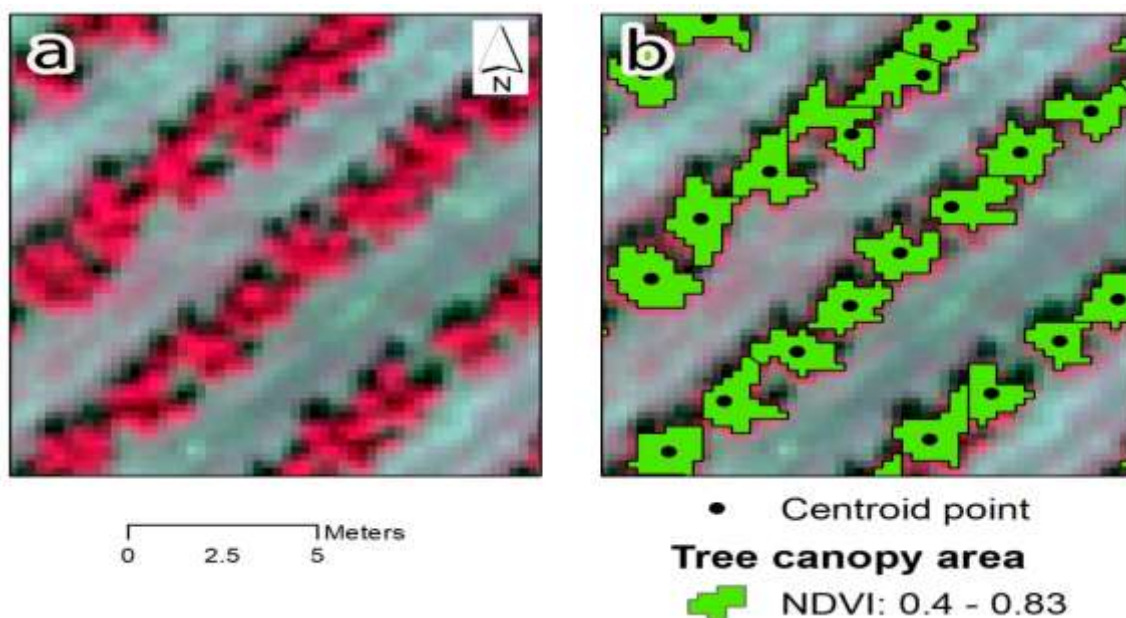 a
N
b
0 2.5 5 Meters
Centroid point
Tree canopy area
NDVI: 0.4 - 0.83